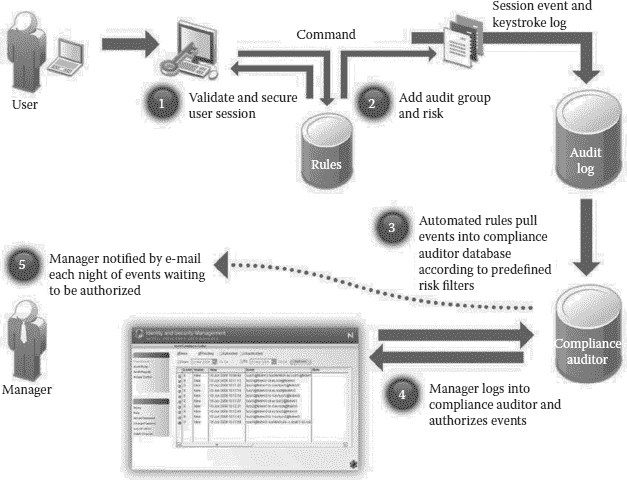 Session event and
keystroke log
Command
User
1
Validate and secure
user session
2
Add audit group
and risk
Rules
Audit
log
3
Automated rules pull
events into compliance
auditor database
according to predefined
risk filters
5
Manager notified by e-mail
each night of events waiting
to be authorized
Manager
Identity and Security Management
N
Compliance
auditor
4
Manager logs into
compliance auditor and
authorizes events